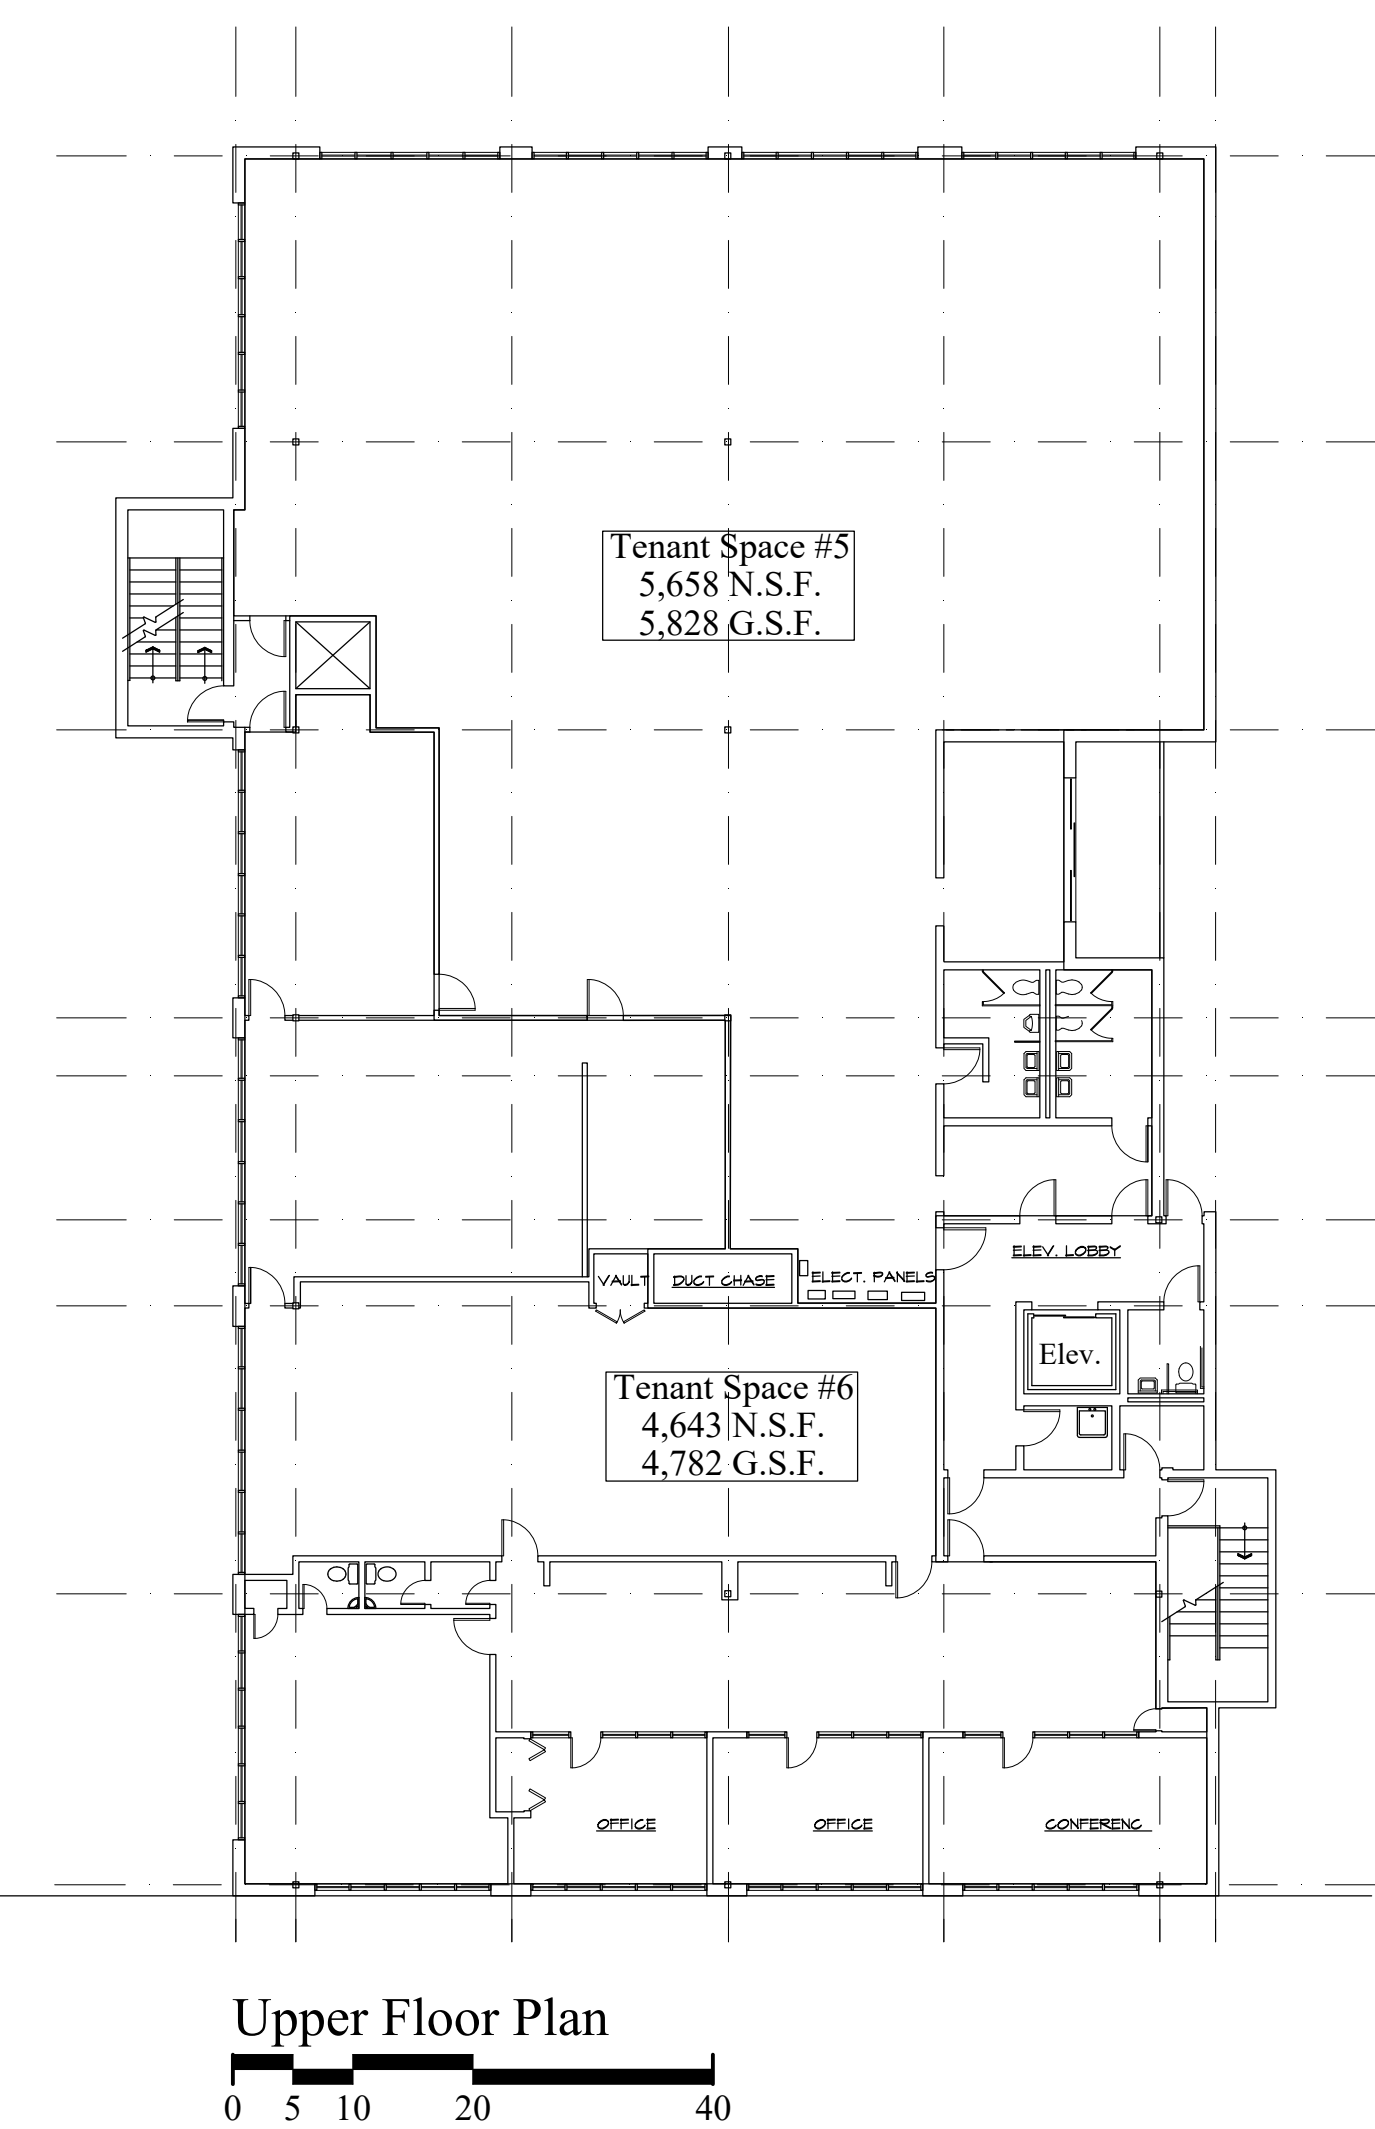 Tenant Space #5
5,658 N.S.F.
5,828 G.S.F.
ELEV. LOBBY
VAULT
DUCT CHASE
ELECT. PANELS
Elev.
Tenant Space #6
4,643 N.S.F.
4,782 G.S.F.
OFFICE
OFFICE
CONFERENC
Upper Floor Plan
0 5 10 20 40